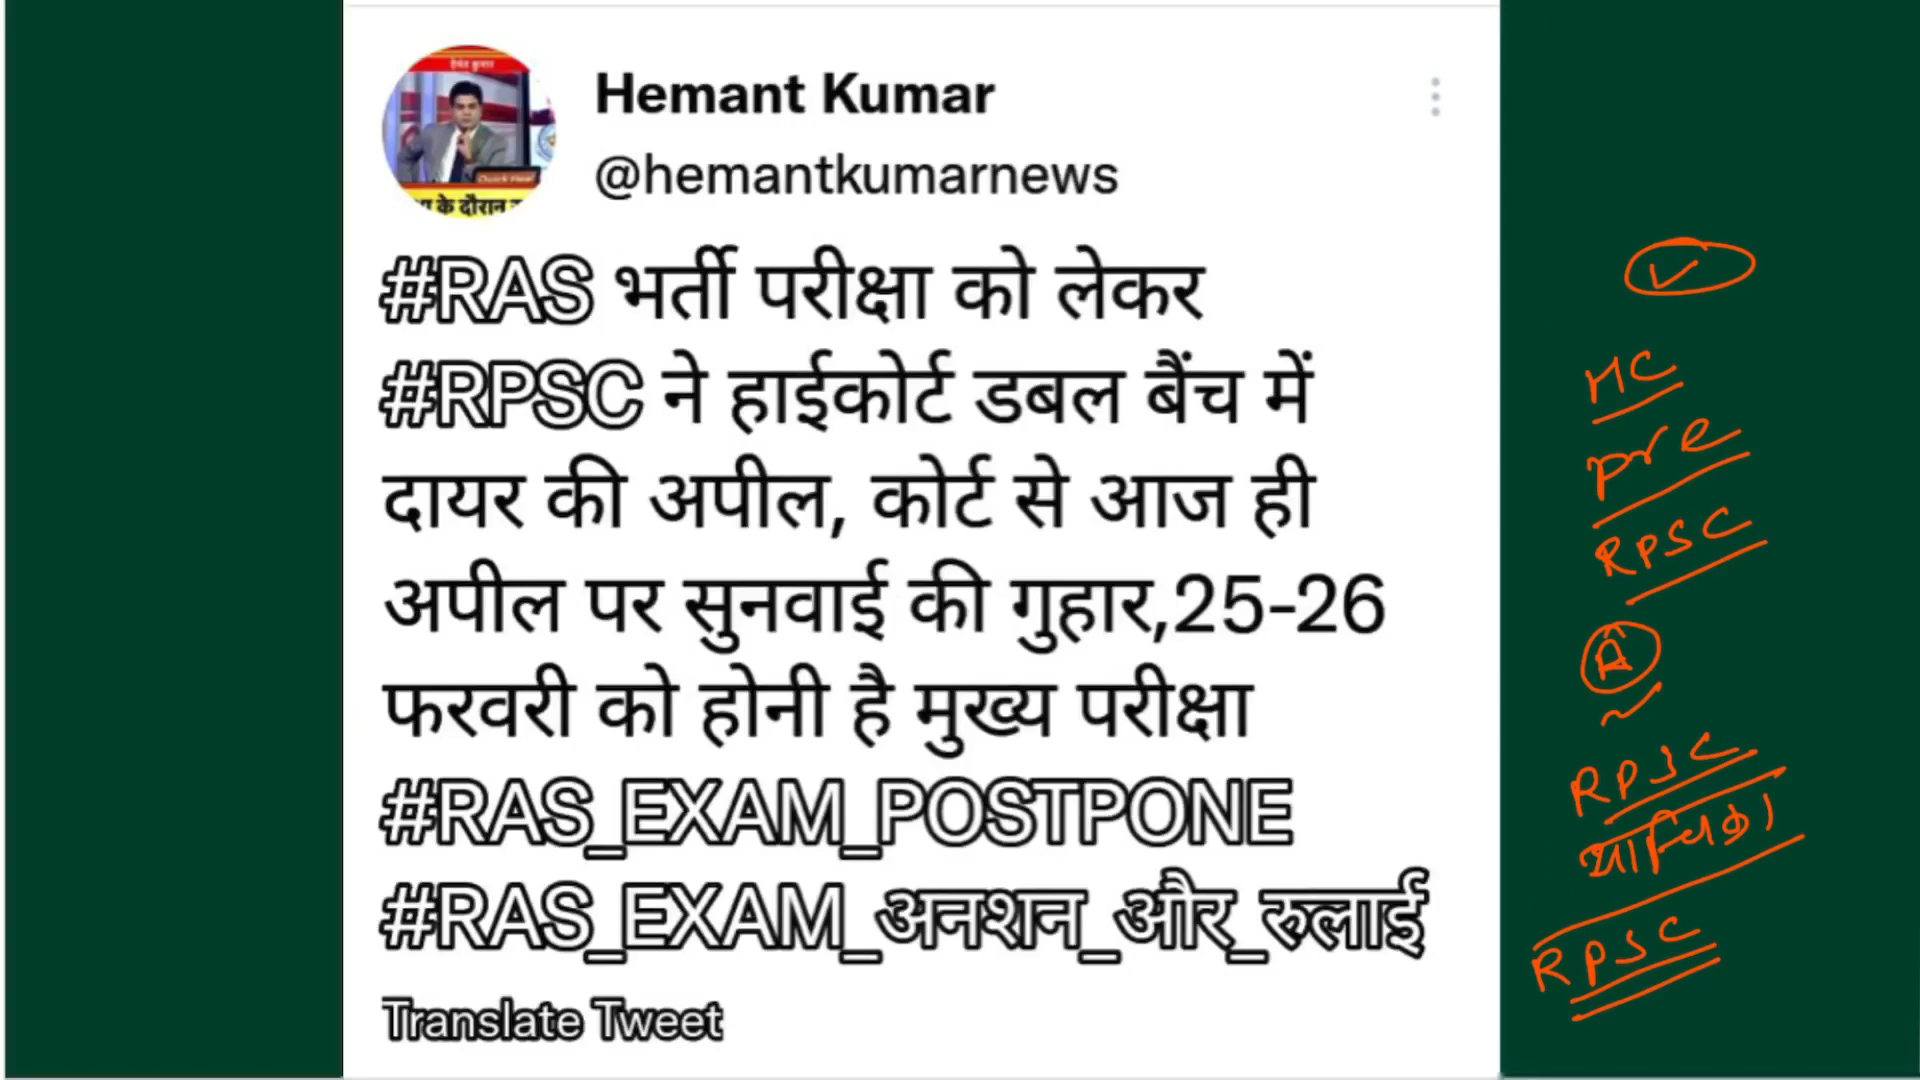 हेमंत कुमार
के दौरान
Hemant Kumar
@hemantkumarnews
#RAS भर्ती परीक्षा को लेकर
#RPSC ने हाईकोर्ट डबल बैंच में
दायर की अपील, कोर्ट से आज ही
अपील पर सुनवाई की गुहार,25-26
फरवरी को होनी है मुख्य परीक्षा
#RAS_EXAM_POSTPONE
#RAS_EXAM_अनशन_और_रुलाई
Translate Tweet
HC
pre
RPSC
A
RPSC
याचिका
RPSC